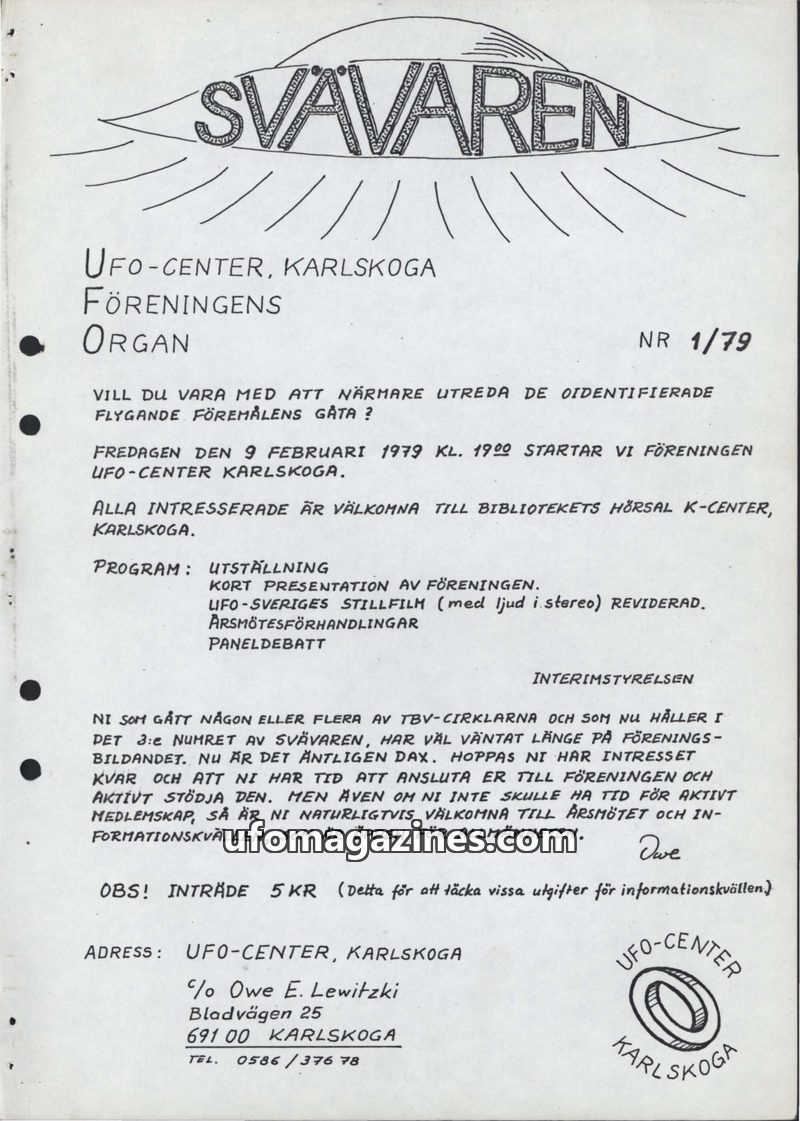 SVÄVAREN
UFO-CENTER, KARLSKOGA
FÖRENINGENS
ORGAN
NR 1/79
VILL DU VARA MED ATT NÄRMARE UTREDA DE OIDENTIFIERADE
FLYGANDE FÖREMÅLENS GÅTA ?
FREDAGEN DEN 9 FEBRUARI 1979 KL. 1900 STARTAR VI FÖRENINGEN
UFO-CENTER KARLSKOGA.
ALLA INTRESSERADE ÄR VÄLKOMNA TILL BIBLIOTEKETS HÖRSAL K-CENTER,
KARLSKOGA.
PROGRAM: UTSTÄLLNING
KORT PRESENTATION AV FÖRENINGEN.
UFO-SVERIGES STILLFILM (med ljud i stereo) REVIDERAD.
ÅRSMÖTESFÖRHANDLINGAR
PANELDEBATT
INTERIMSTYRELSEN
NI SOM GÅTT NÅGON ELLER FLERA AV TBV-CIRKLARNA OCH SOM NU HÅLLER I
DET 3:e NUMRET AV SVÄVAREN, HAR VÄL VÄNTAT LÄNGE PÅ FÖRENINGS-
BILDANDET. NU ÄR DET ÄNTLIGEN DAX. HOPPAS NI HAR INTRESSET
KVAR OCH ATT NI HAR TID ATT ANSLUTA ER TILL FÖRENINGEN OCH
AKTIVT STÖDJA DEN. MEN ÄVEN OM NI INTE SKULLE HA TID FÖR AKTIVT
MEDLEMSKAP, SÅ ÄR NI NATURLIGTVIS VÄLKOMNA TILL ÅRSMÖTET OCH IN-
ufomagazines.com
Owe
OBS! INTRÄDE 5 KR (Detta för att täcka vissa utgifter för informationskvällen.)
ADRESS: UFO-CENTER, KARLSKOGA
c/o Owe E. Lewitzki
Bladvägen 25
691 00 KARLSKOGA
TEL. 0586/376 78
UFO-CENTER
KARLSKOGA